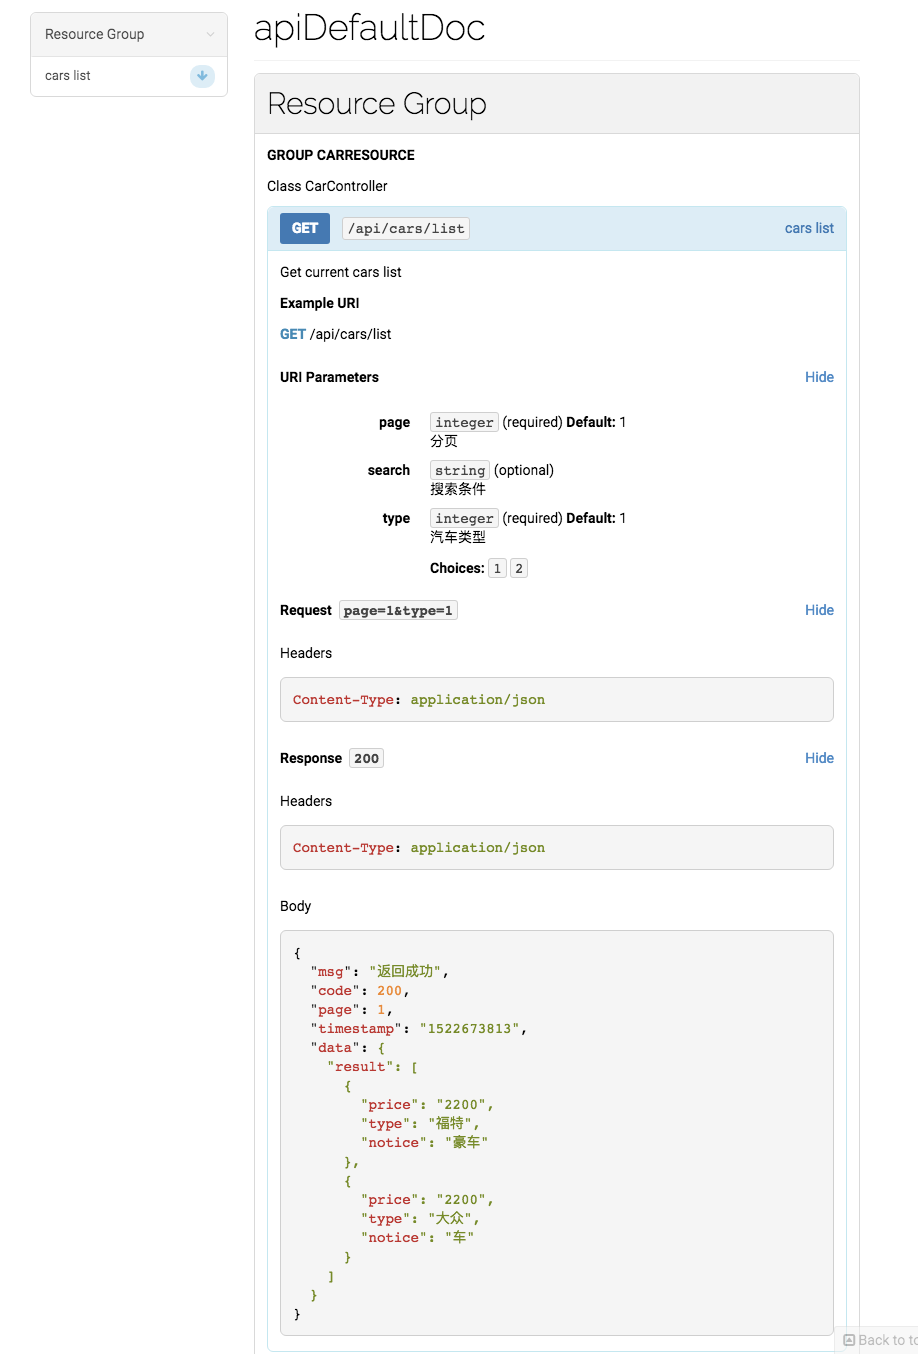 Resource Group
cars list
apiDefaultDoc
Resource Group
GROUP CARRESOURCE
Class CarController
GET /api/cars/list cars list
Get current cars list
Example URI
GET /api/cars/list
URI Parameters Hide
page integer (required) Default: 1
分页
search string (optional)
搜索条件
type integer (required) Default: 1
汽车类型
Choices: 1 2
Request page=1&type=1 Hide
Headers
Content-Type: application/json
Response 200 Hide
Headers
Content-Type: application/json
Body
{
"msg": "返回成功",
"code": 200,
"page": 1,
"timestamp": "1522673813",
"data": {
"result": [
{
"price": "2200",
"type": "福特",
"notice": "豪车"
},
{
"price": "2200",
"type": "大众",
"notice": "车"
}
]
}
}
Back to to